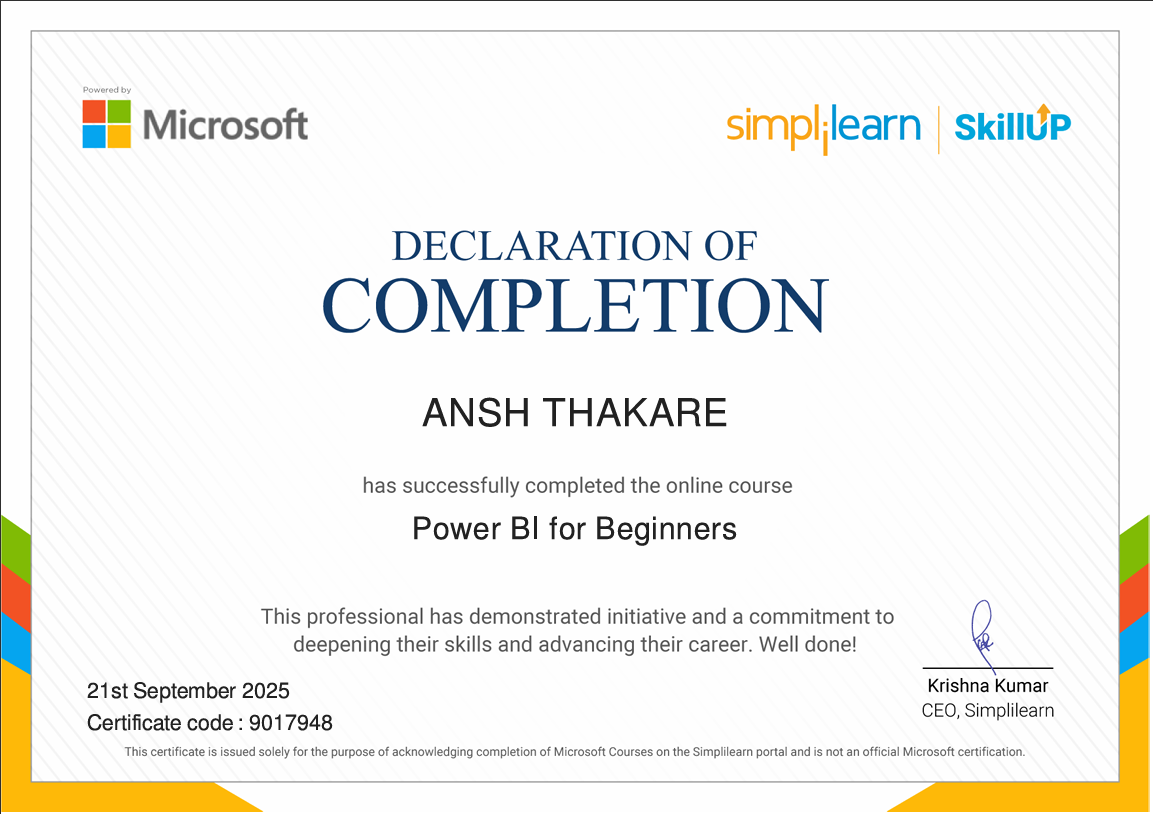 Powered by
Microsoft
simplilearn | SkillUP
DECLARATION OF
COMPLETION
ANSH THAKARE
has successfully completed the online course
Power BI for Beginners
This professional has demonstrated initiative and a commitment to
deepening their skills and advancing their career. Well done!
21st September 2025
Certificate code : 9017948
Krishna Kumar
CEO, Simplilearn
This certificate is issued solely for the purpose of acknowledging completion of Microsoft Courses on the Simplilearn portal and is not an official Microsoft certification.